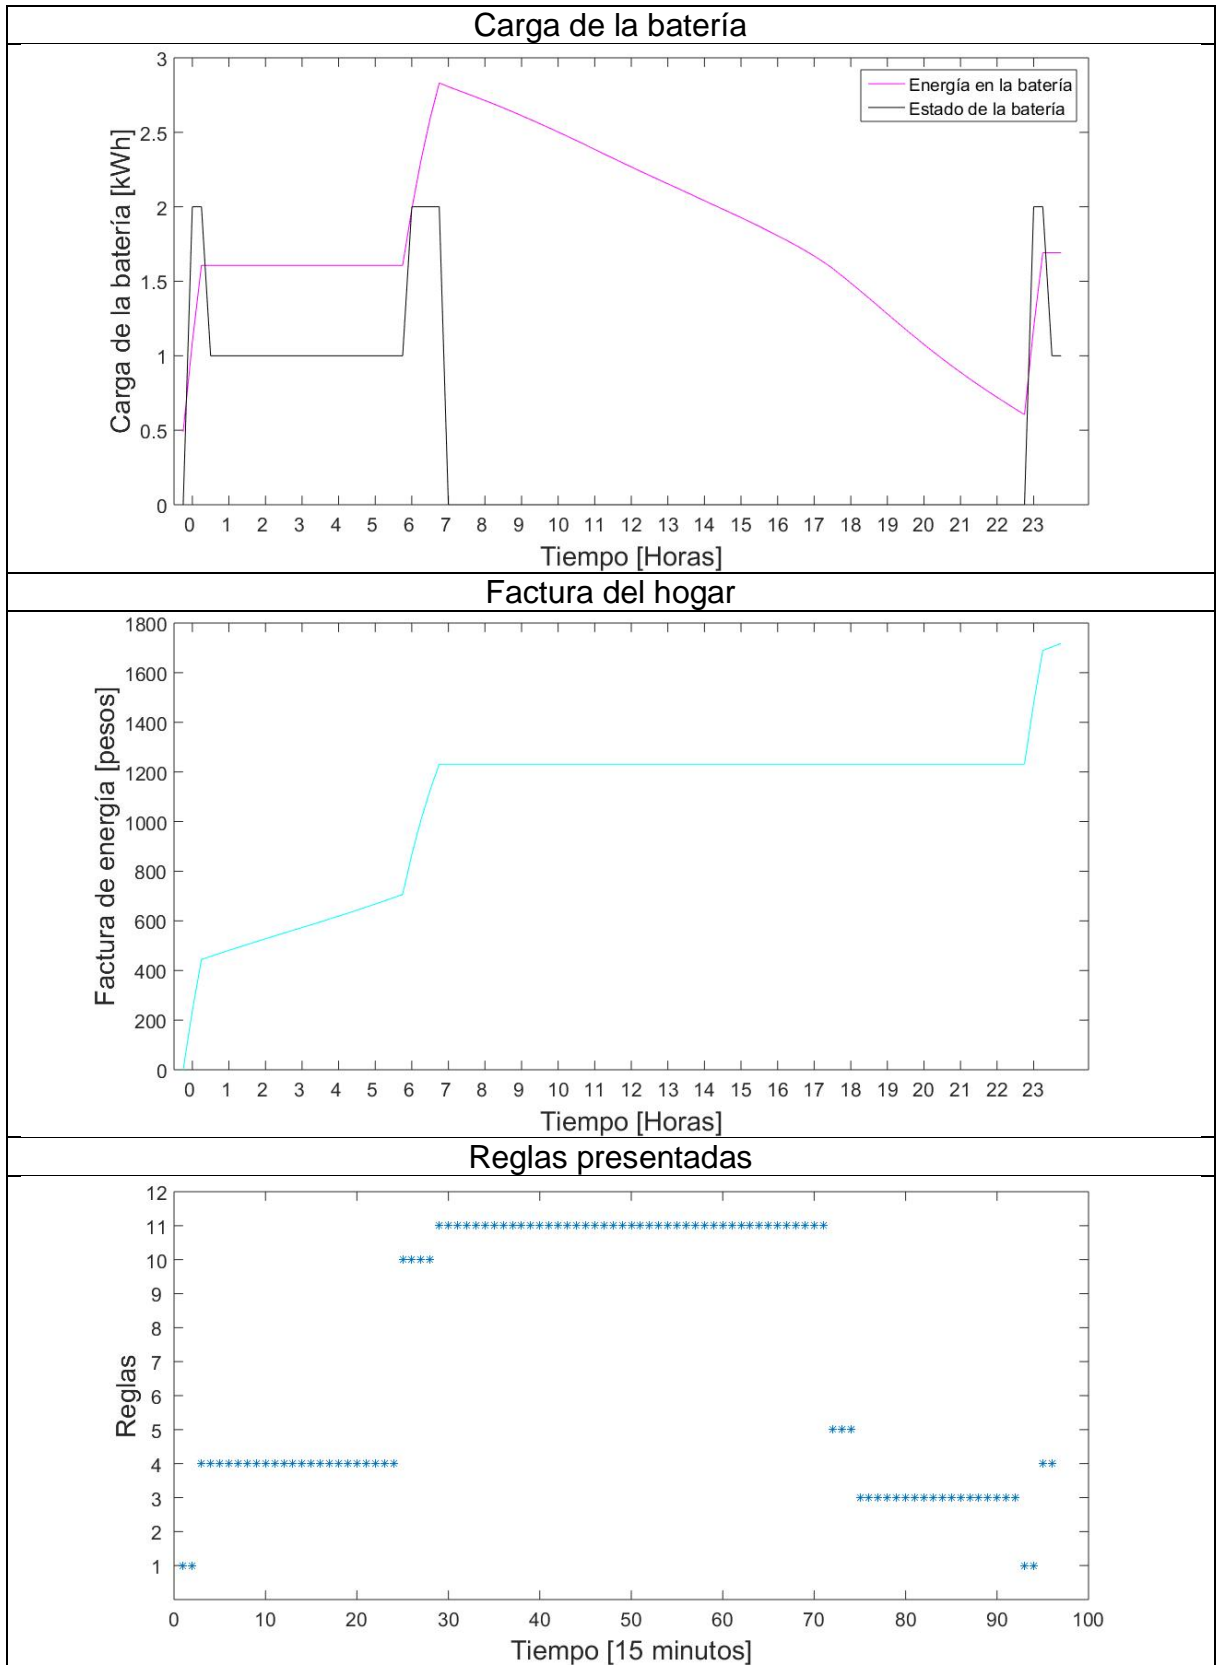 Carga de la batería
3
2.5
2
1.5
1
0.5
0
Carga de la batería [kWh]
Energía en la batería
Estado de la batería
0 1 2 3 4 5 6 7 8 9 10 11 12 13 14 15 16 17 18 19 20 21 22 23
Tiempo [Horas]
Factura del hogar
1800
1600
1400
1200
1000
800
600
400
200
0
Factura de energía [pesos]
0 1 2 3 4 5 6 7 8 9 10 11 12 13 14 15 16 17 18 19 20 21 22 23
Tiempo [Horas]
Reglas presentadas
12
11
10
9
8
7
6
5
4
3
2
1
Reglas
0 10 20 30 40 50 60 70 80 90 100
Tiempo [15 minutos]